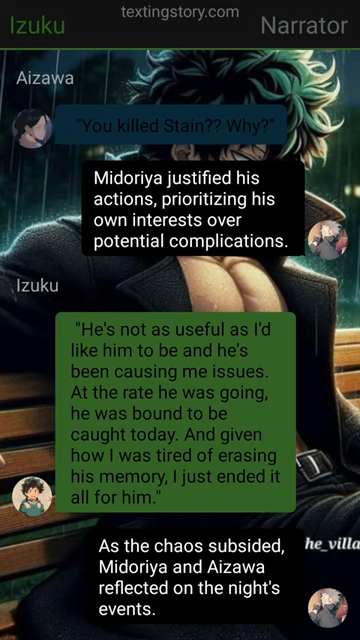 textingstory.com
Izuku
Narrator
Aizawa
"You killed Stain?? Why?"
Midoriya justified his
actions, prioritizing his
own interests over
potential complications.
Izuku
"He's not as useful as I'd
like him to be and he's
been causing me issues.
At the rate he was going,
he was bound to be
caught today. And given
how I was tired of erasing
his memory, I just ended it
all for him."
As the chaos subsided,
Midoriya and Aizawa
reflected on the night's
events.
he_villa